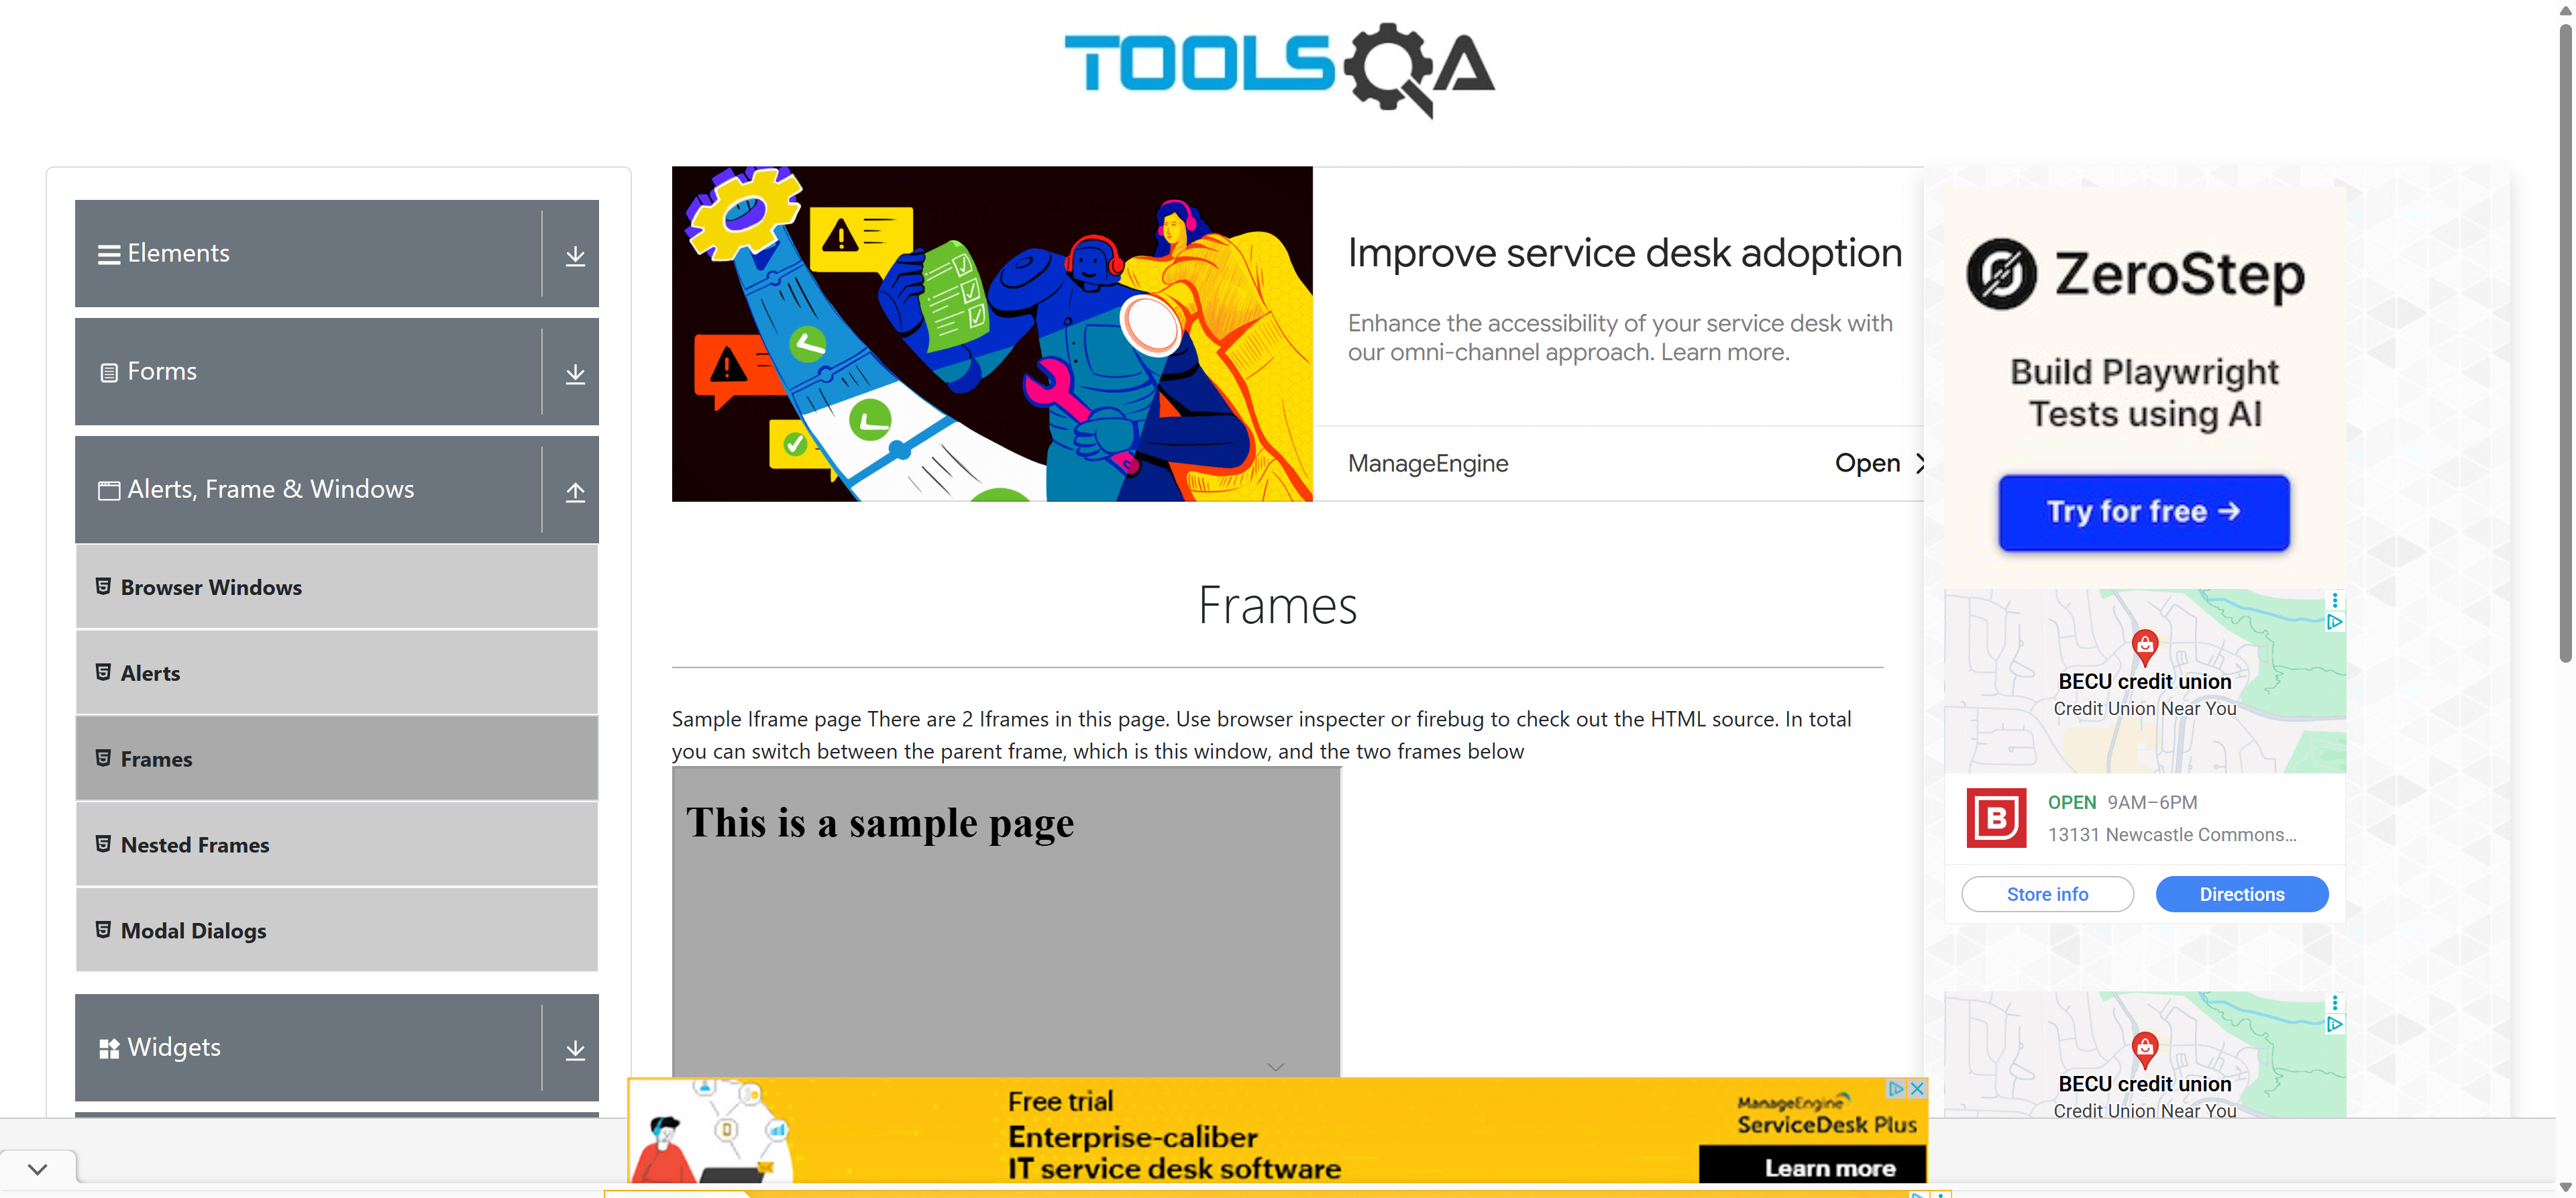 TOOLSQA
Elements
Forms
Alerts, Frame & Windows
Browser Windows
Alerts
Frames
Nested Frames
Modal Dialogs
Widgets
Improve service desk adoption
Enhance the accessibility of your service desk with
our omni-channel approach. Learn more.
ManageEngine
Open
Frames
Sample Iframe page There are 2 Iframes in this page. Use browser inspecter or firebug to check out the HTML source. In total
you can switch between the parent frame, which is this window, and the two frames below
This is a sample page
ZeroStep
Build Playwright
Tests using AI
Try for free →
BECU credit union
Credit Union Near You
B
OPEN 9AM–6PM
13131 Newcastle Commons...
Store info
Directions
BECU credit union
Credit Union Near You
Free trial
Enterprise-caliber
IT service desk software
ManageEngine
ServiceDesk Plus
Learn more